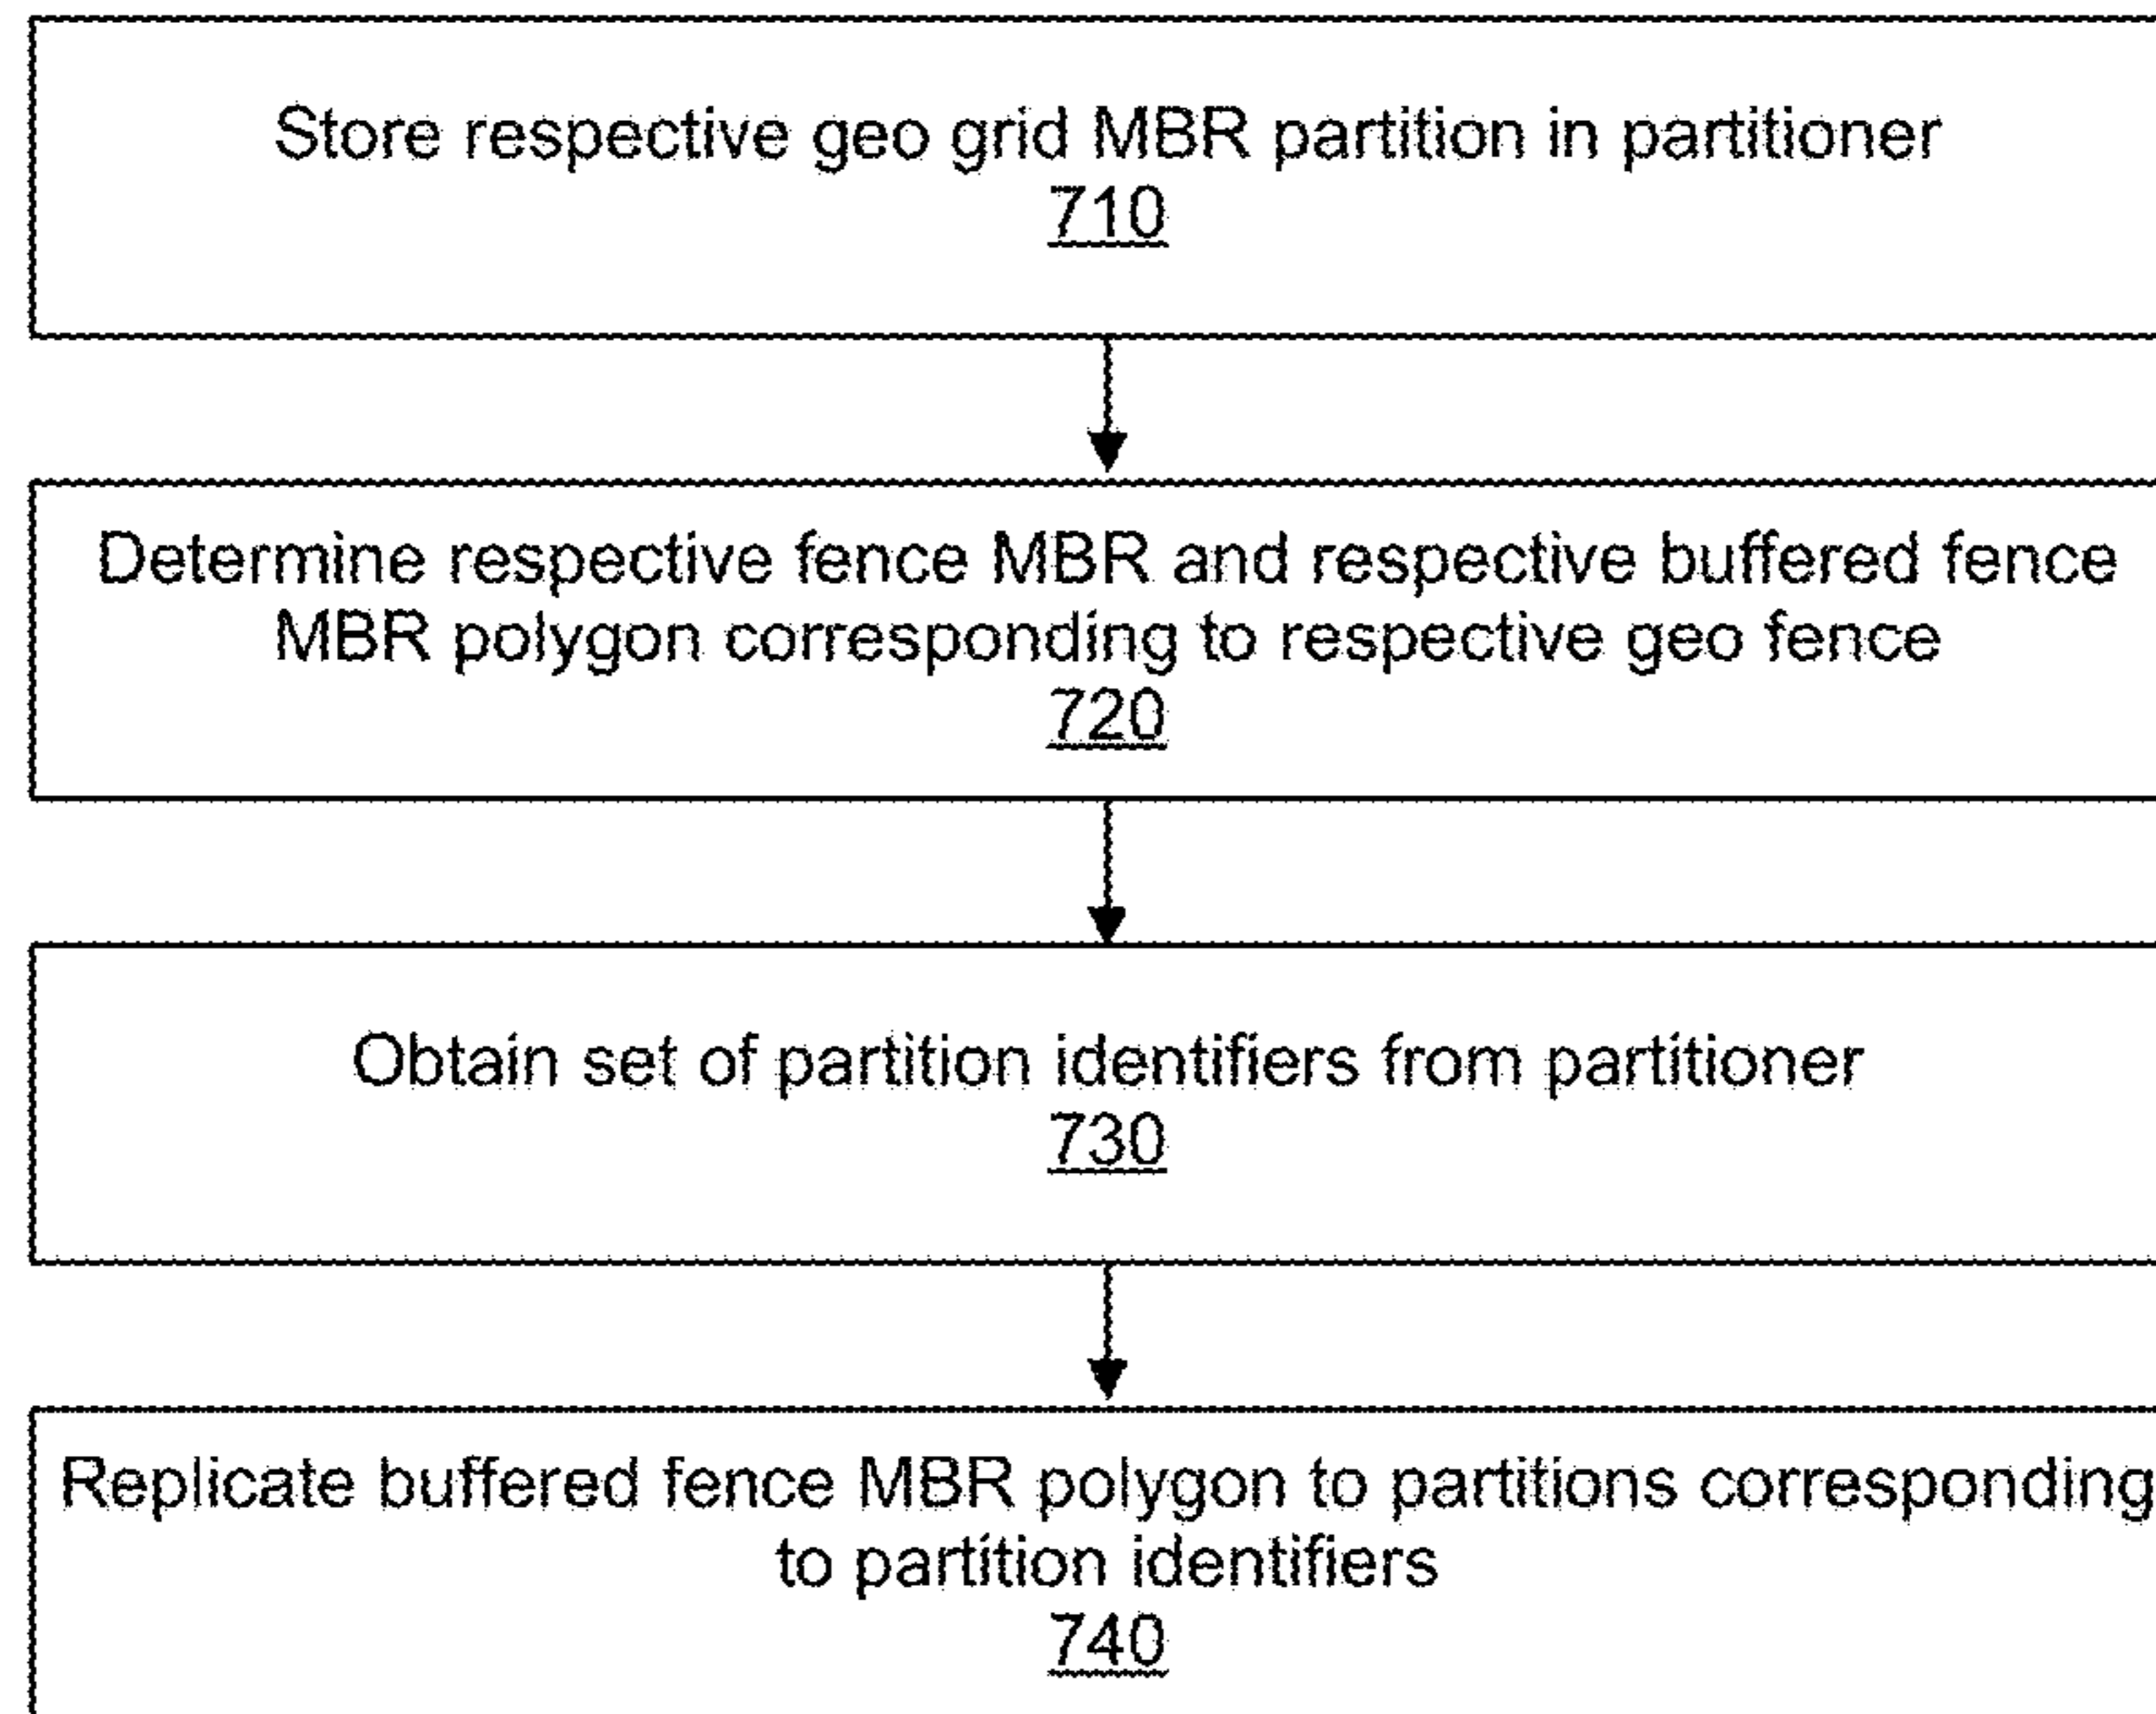 Store respective geo grid MBR partition in partitioner
710
Determine respective fence MBR and respective buffered fence
MBR polygon corresponding to respective geo fence
720
Obtain set of partition identifiers from partitioner
730
Replicate buffered fence MBR polygon to partitions corresponding
to partition identifiers
740